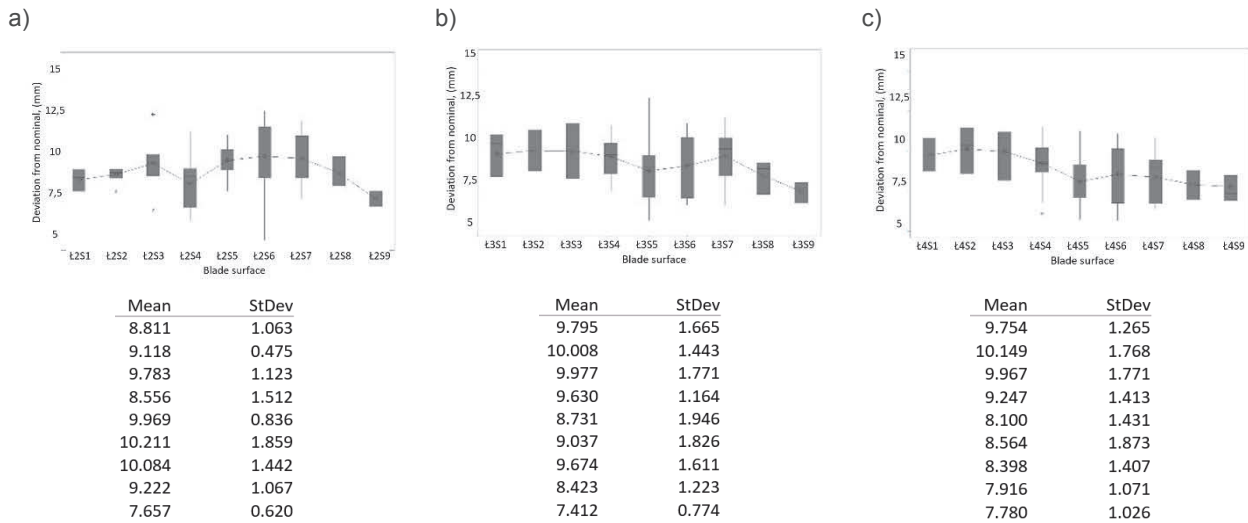 a)
15
12,5
10
7,5
5
Deviation from nominal, (mm)
Ł2S1 Ł2S2 Ł2S3 Ł2S4 Ł2S5 Ł2S6 Ł2S7 Ł2S8 Ł2S9
Blade surface
Mean StDev
8.811 1.063
9.118 0.475
9.783 1.123
8.556 1.512
9.969 0.836
10.211 1.859
10.084 1.442
9.222 1.067
7.657 0.620
b)
15
12,5
10
7,5
5
Deviation from nominal, (mm)
Ł3S1 Ł3S2 Ł3S3 Ł3S4 Ł3S5 Ł3S6 Ł3S7 Ł3S8 Ł3S9
Blade surface
Mean StDev
9.795 1.665
10.008 1.443
9.977 1.771
9.630 1.164
8.731 1.946
9.037 1.826
9.674 1.611
8.423 1.223
7.412 0.774
c)
15
12,5
10
7,5
5
Deviation from nominal, (mm)
Ł4S1 Ł4S2 Ł4S3 Ł4S4 Ł4S5 Ł4S6 Ł4S7 Ł4S8 Ł4S9
Blade surface
Mean StDev
9.754 1.265
10.149 1.768
9.967 1.771
9.247 1.413
8.100 1.431
8.564 1.873
8.398 1.407
7.916 1.071
7.780 1.026